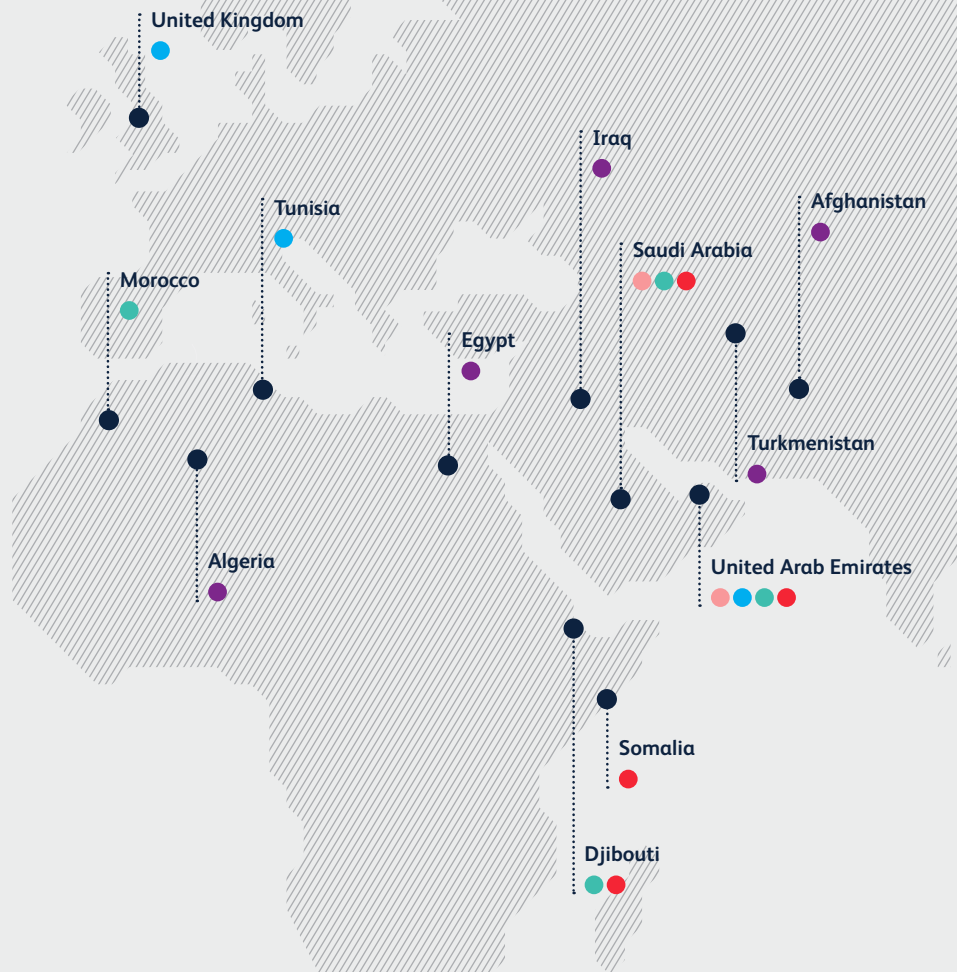 United Kingdom
Iraq
Afghanistan
Tunisia
Saudi Arabia
Morocco
Egypt
Turkmenistan
Algeria
United Arab Emirates
Somalia
Djibouti